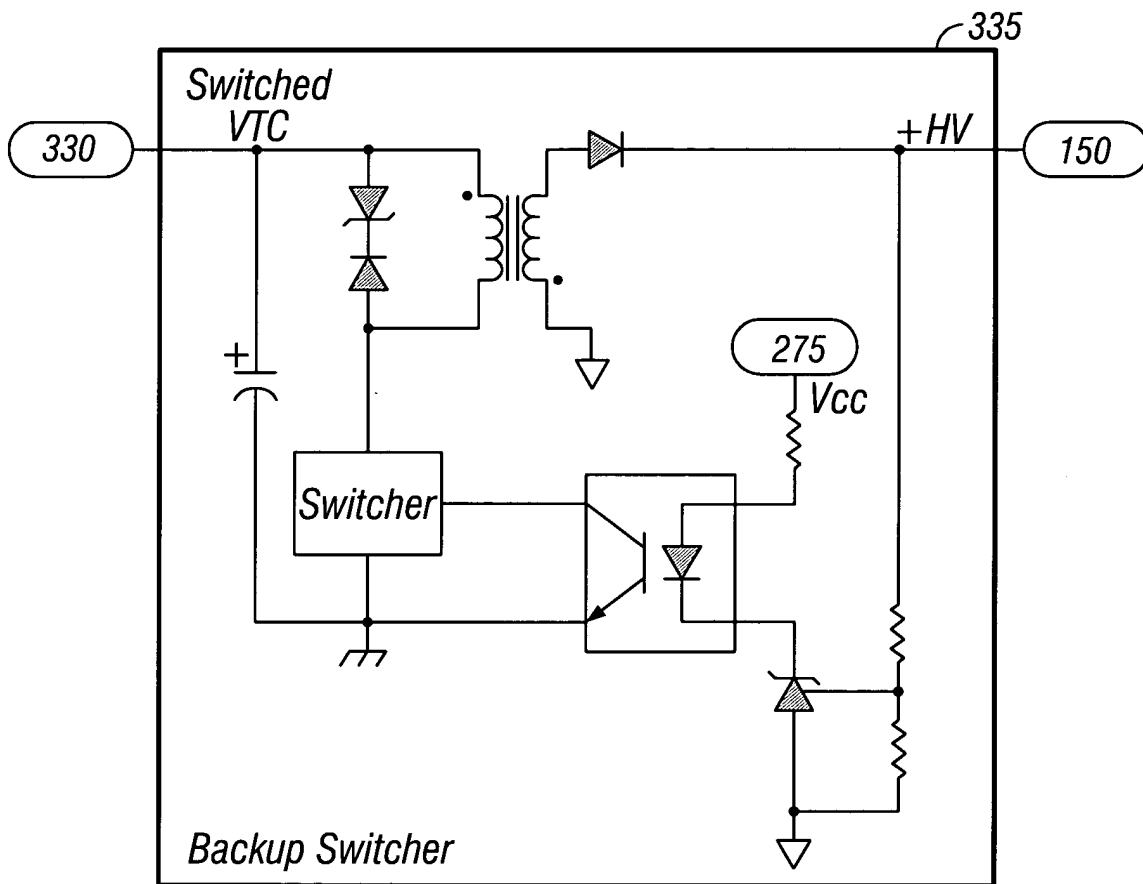 335
Switched
VTC
330
+HV
150
275
Vcc
+
Switcher
Backup Switcher